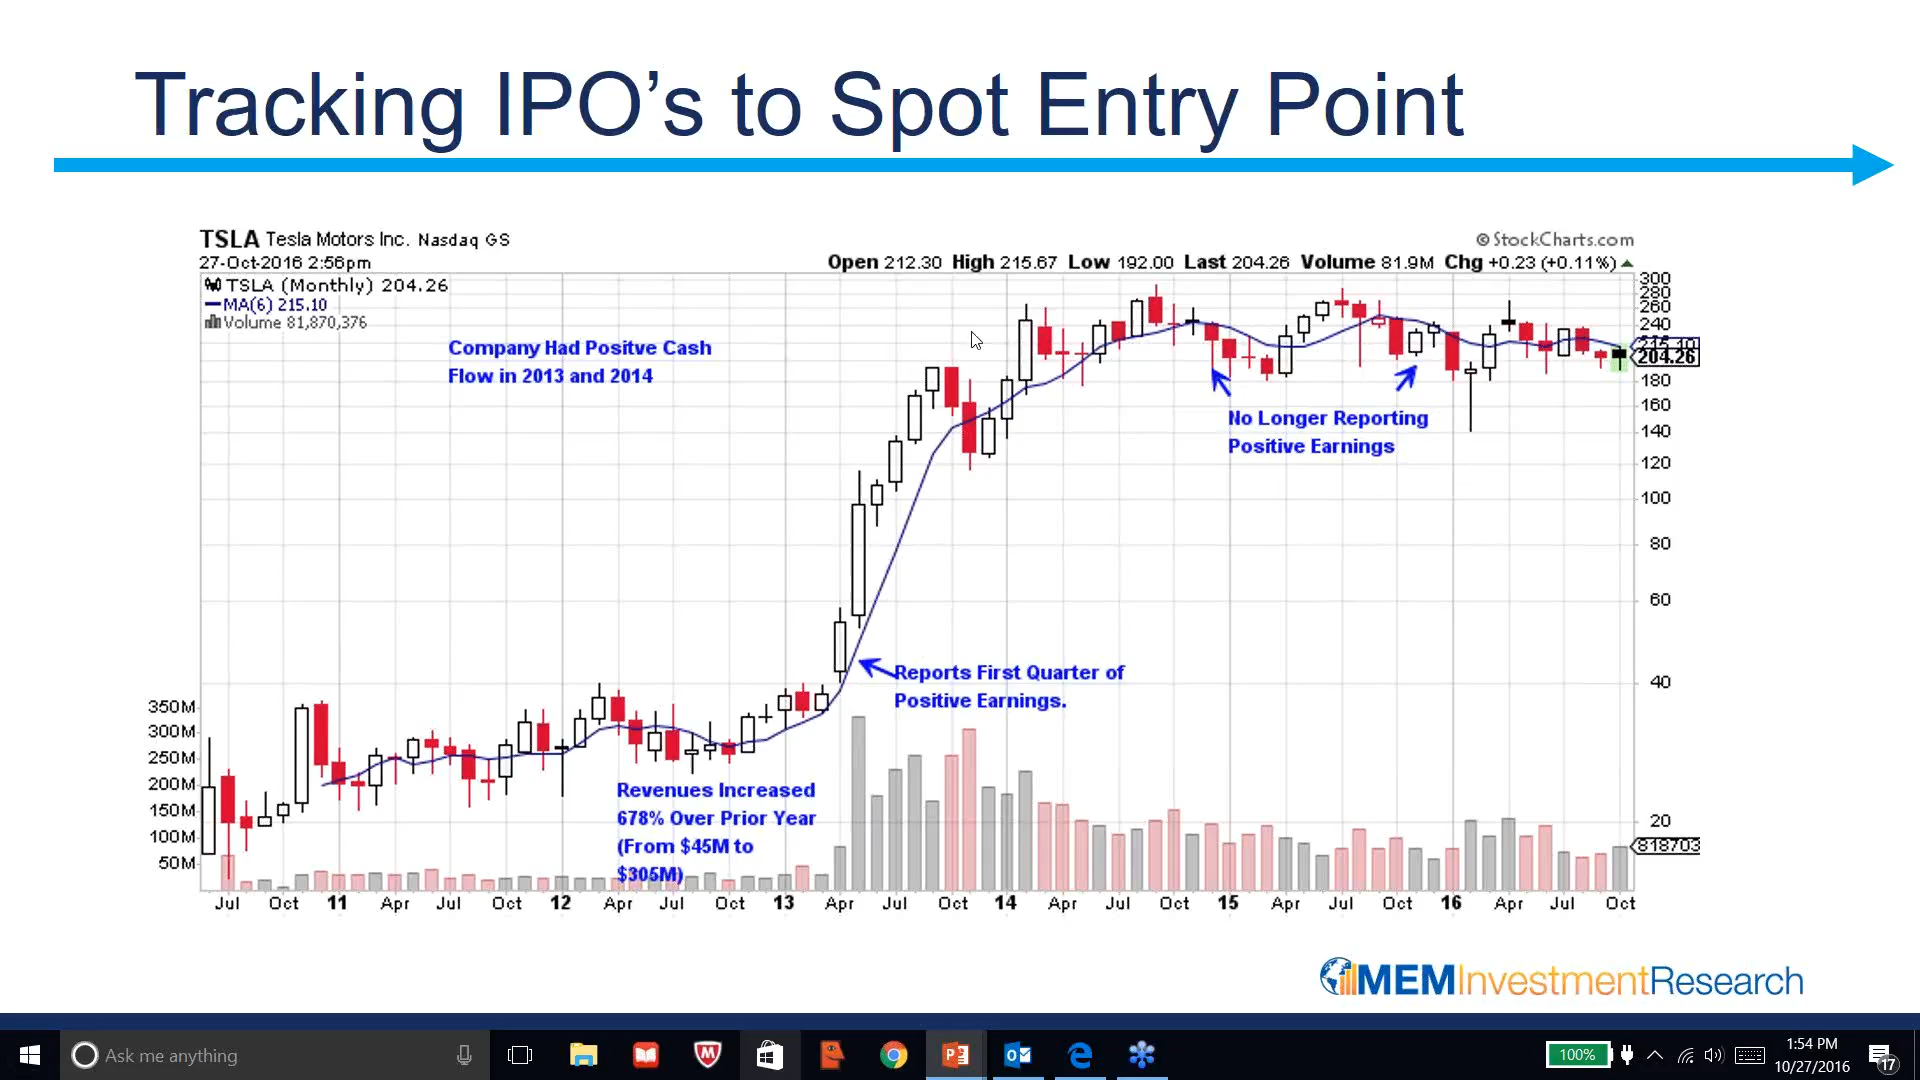 Tracking IPO’s to Spot Entry Point
TSLA Tesla Motors Inc. Nasdaq GS
© StockCharts.com
27-Oct-2016 2:56pm
Open 212.30 High 215.67 Low 192.00 Last 204.26 Volume 81.9M Chg +0.23 (+0.11%)
TSLA (Monthly) 204.26
MA(6) 215.10
Volume 81,870,376
Company Had Positve Cash
Flow in 2013 and 2014
No Longer Reporting
Positive Earnings
Reports First Quarter of
Positive Earnings.
Revenues Increased
678% Over Prior Year
(From $45M to
$305M)
300
280
260
240
215.10
204.26
180
160
140
120
100
80
60
40
20
818703
350M
300M
250M
200M
150M
100M
50M
Jul Oct 11 Apr Jul Oct 12 Apr Jul Oct 13 Apr Jul Oct 14 Apr Jul Oct 15 Apr Jul Oct 16 Apr Jul Oct
MEMInvestmentResearch
Ask me anything
100%
1:54 PM
10/27/2016
17